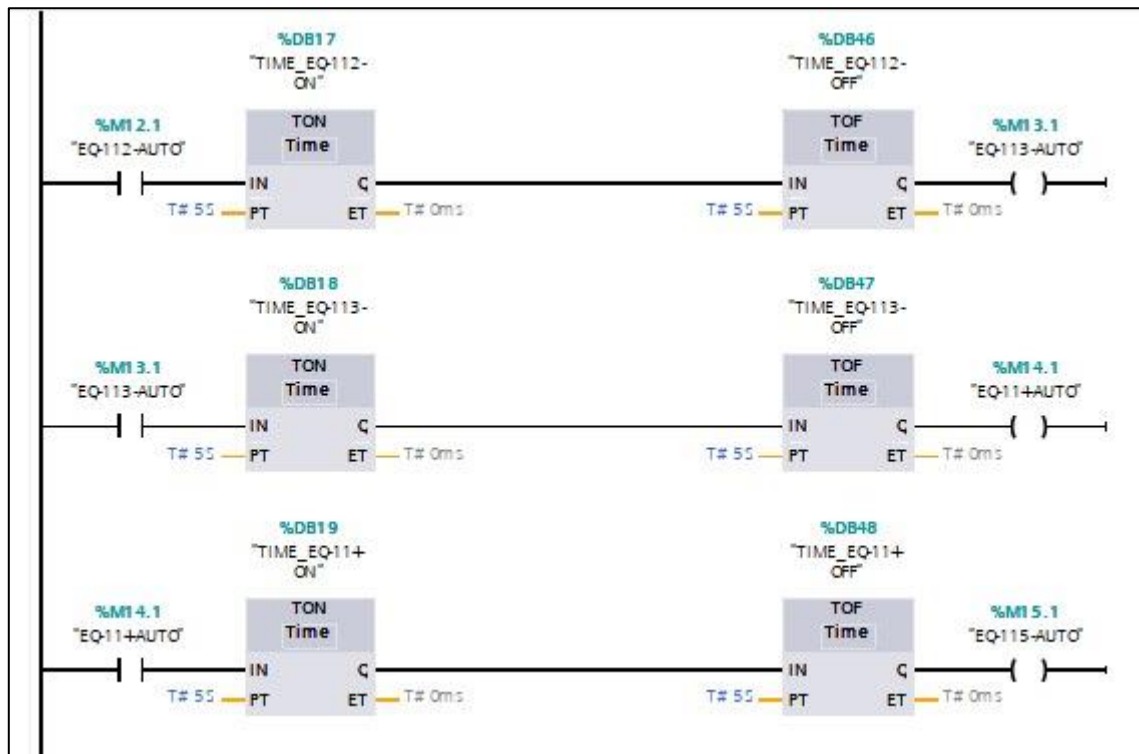 %DB17
"TIME_EQ-112-
ON"
%DB46
"TIME_EQ-112-
OFF"
%M12.1
"EQ-112-AUTO"
TON
Time
TOF
Time
%M13.1
"EQ-113-AUTO"
IN Q
T# 5S PT ET T# 0ms
IN Q
T# 5S PT ET T# 0ms
%DB18
"TIME_EQ-113-
ON"
%DB47
"TIME_EQ-113-
OFF"
%M13.1
"EQ-113-AUTO"
TON
Time
TOF
Time
%M14.1
"EQ-11+AUTO"
IN Q
T# 5S PT ET T# 0ms
IN Q
T# 5S PT ET T# 0ms
%DB19
"TIME_EQ-11+
ON"
%DB48
"TIME_EQ-11+
OFF"
%M14.1
"EQ-11+AUTO"
TON
Time
TOF
Time
%M15.1
"EQ-115-AUTO"
IN Q
T# 5S PT ET T# 0ms
IN Q
T# 5S PT ET T# 0ms